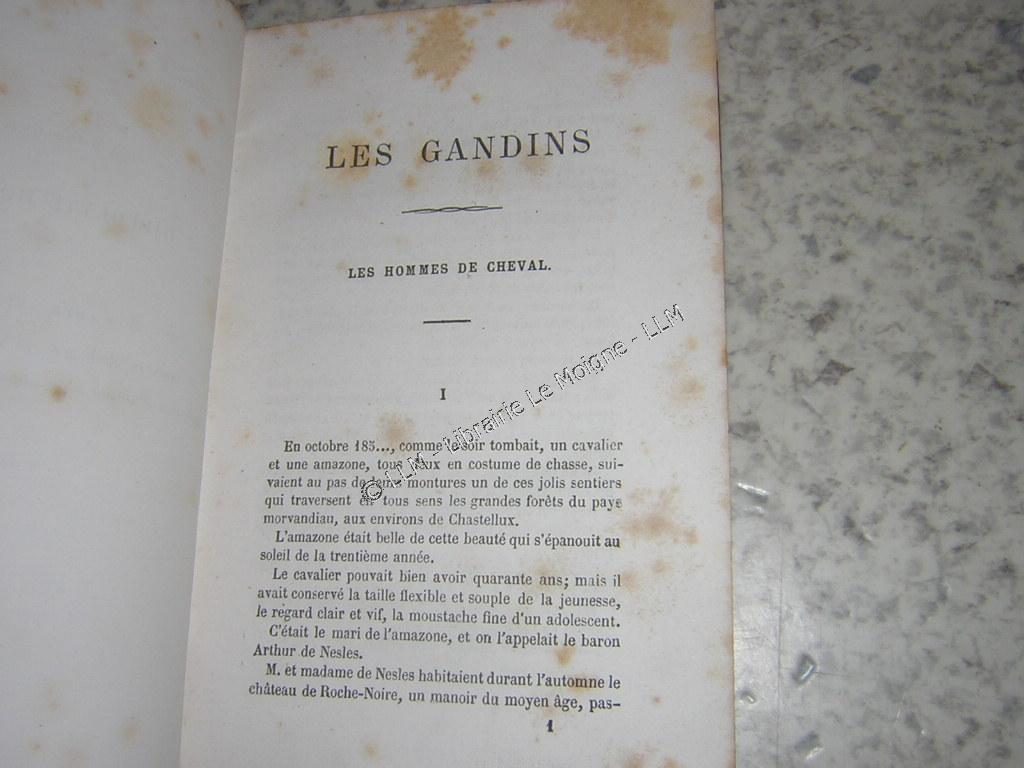 LES GANDINS
LES HOMMES DE CHEVAL.
I
En octobre 185..., comme le soir tombait, un cavalier
et une amazone, tous deux en costume de chasse, sui-
vaient au pas de leurs montures un de ces jolis sentiers
qui traversent en tous sens les grandes forêts du pays
morvandiau, aux environs de Chastellux.
L'amazone était belle de cette beauté qui s'épanouit au
soleil de la trentième année.
Le cavalier pouvait bien avoir quarante ans; mais il
avait conservé la taille flexible et souple de la jeunesse,
le regard clair et vif, la moustache fine d'un adolescent.
C'était le mari de l'amazone, et on l'appelait le baron
Arthur de Nesles.
M. et madame de Nesles habitaient durant l'automne le
château de Roche-Noire, un manoir du moyen âge, pas-
1
© LLM - Librairie Le Moigne - LLM